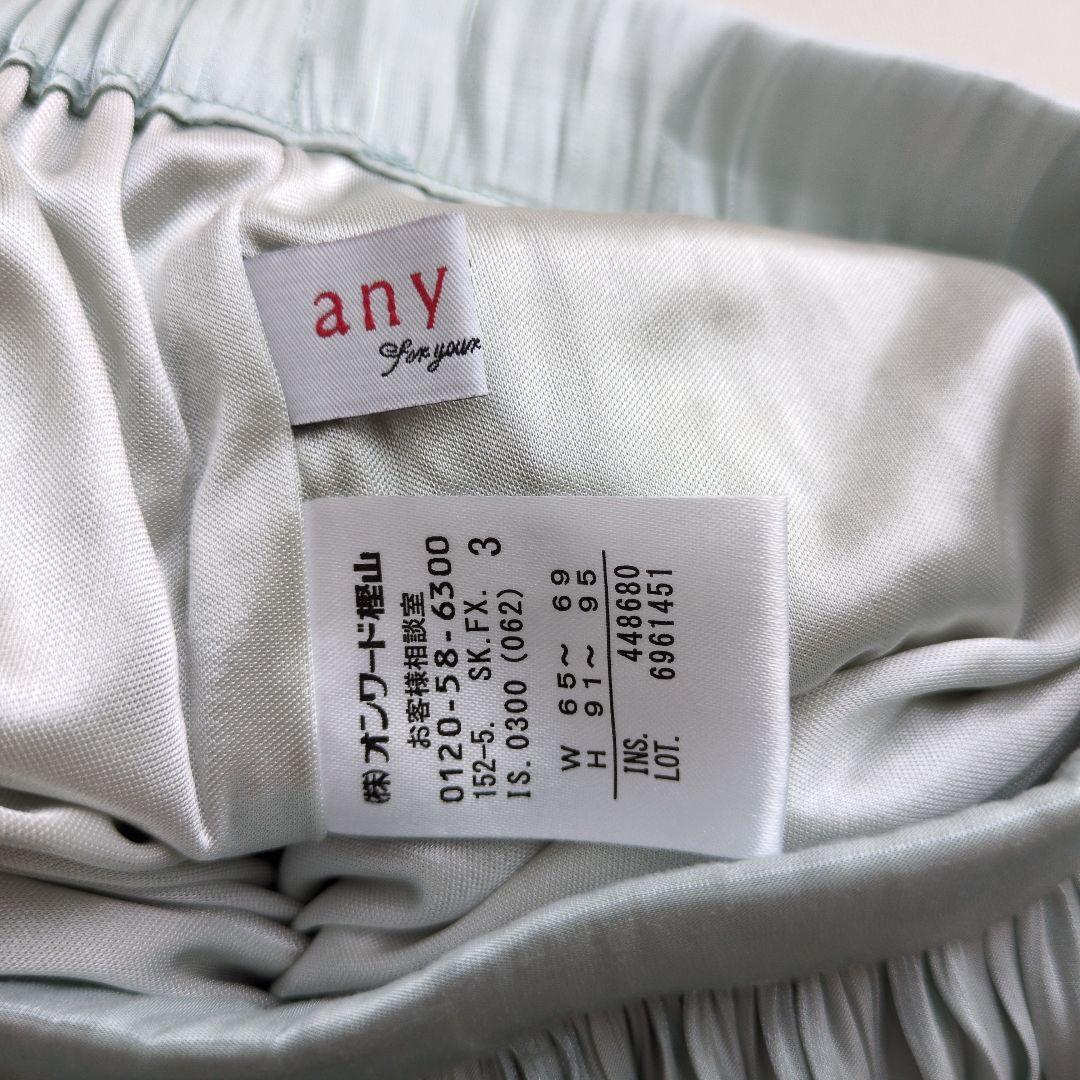 any
for your
(株)オンワード樫山
お客様相談室
0120-58-6300
152-5. SK.FX. 3
IS.0300 (062)
W 65～ 69
H 91～ 95
INS. 448680
LOT. 6961451